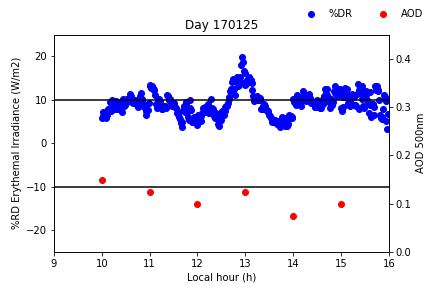 %DR AOD
Day 170125
%RD Erythemal Irradiance (W/m2)
20
10
0
−10
−20
0.4
0.3
0.2
0.1
0.0
AOD 500nm
9 10 11 12 13 14 15 16
Local hour (h)